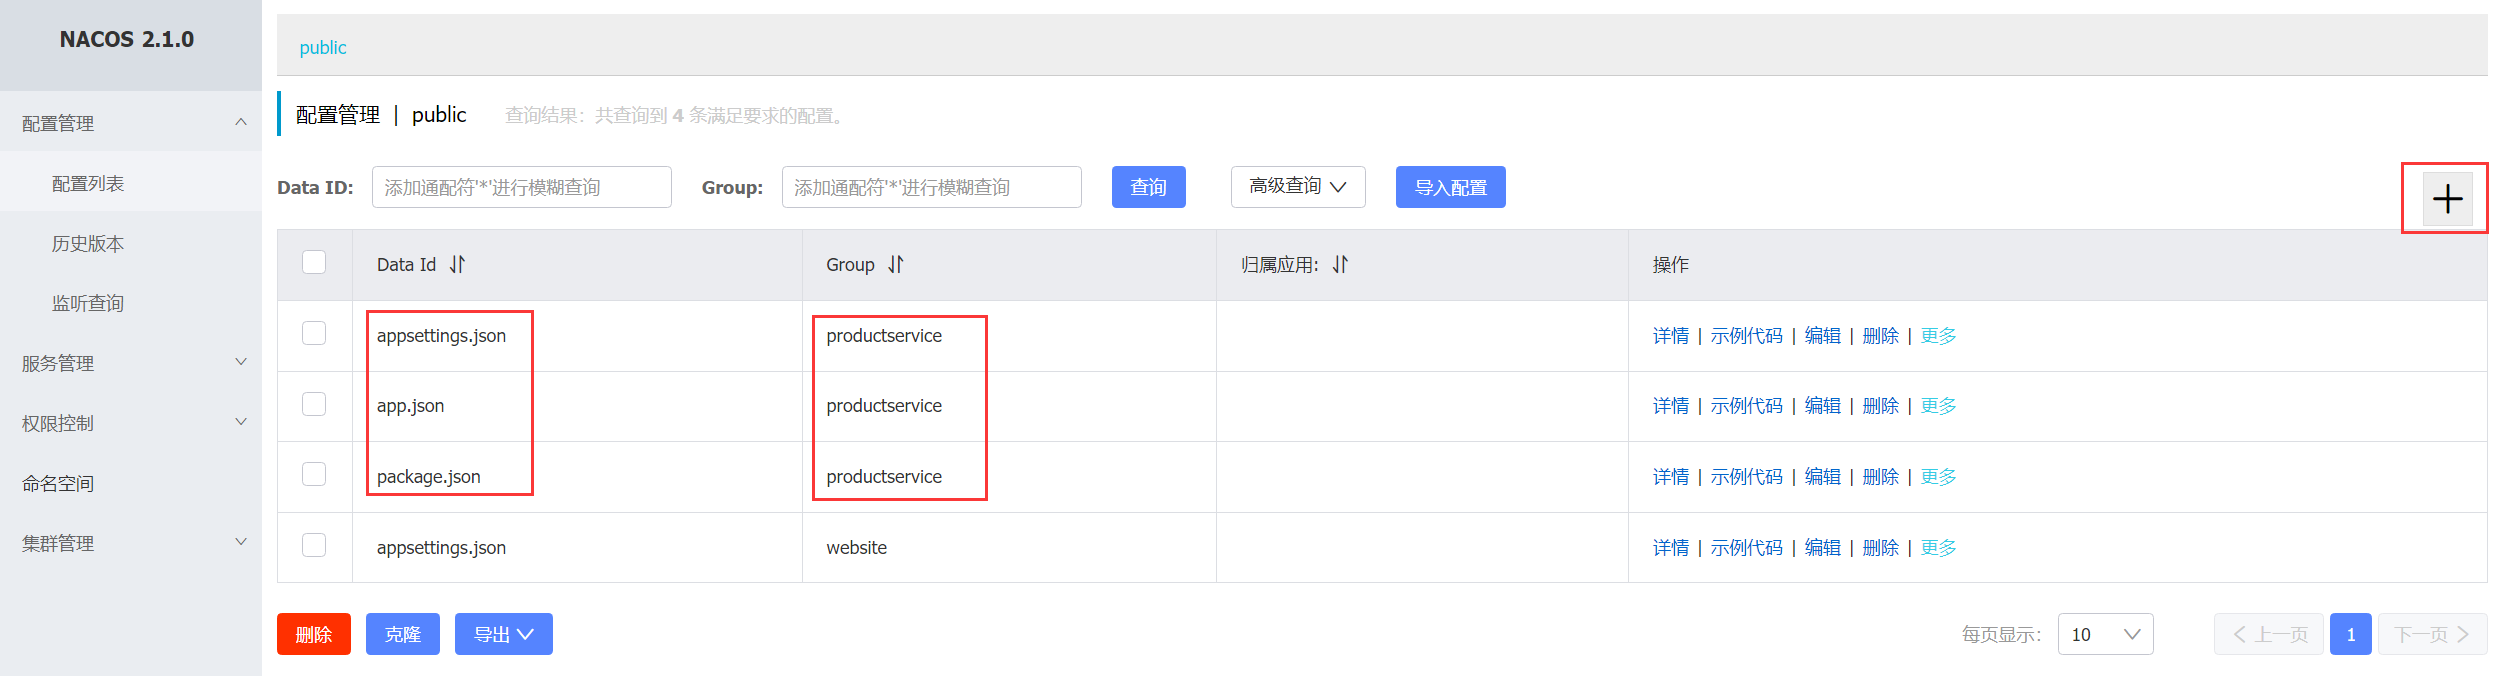 NACOS 2.1.0
配置管理
配置列表
历史版本
监听查询
服务管理
权限控制
命名空间
集群管理
public
配置管理 | public 查询结果：共查询到 4 条满足要求的配置。
Data ID: 添加通配符'*'进行模糊查询 Group: 添加通配符'*'进行模糊查询 查询 高级查询 导入配置
Data Id Group 归属应用: 操作
appsettings.json productservice 详情 | 示例代码 | 编辑 | 删除 | 更多
app.json productservice 详情 | 示例代码 | 编辑 | 删除 | 更多
package.json productservice 详情 | 示例代码 | 编辑 | 删除 | 更多
appsettings.json website 详情 | 示例代码 | 编辑 | 删除 | 更多
删除 克隆 导出 每页显示: 10 上一页 1 下一页